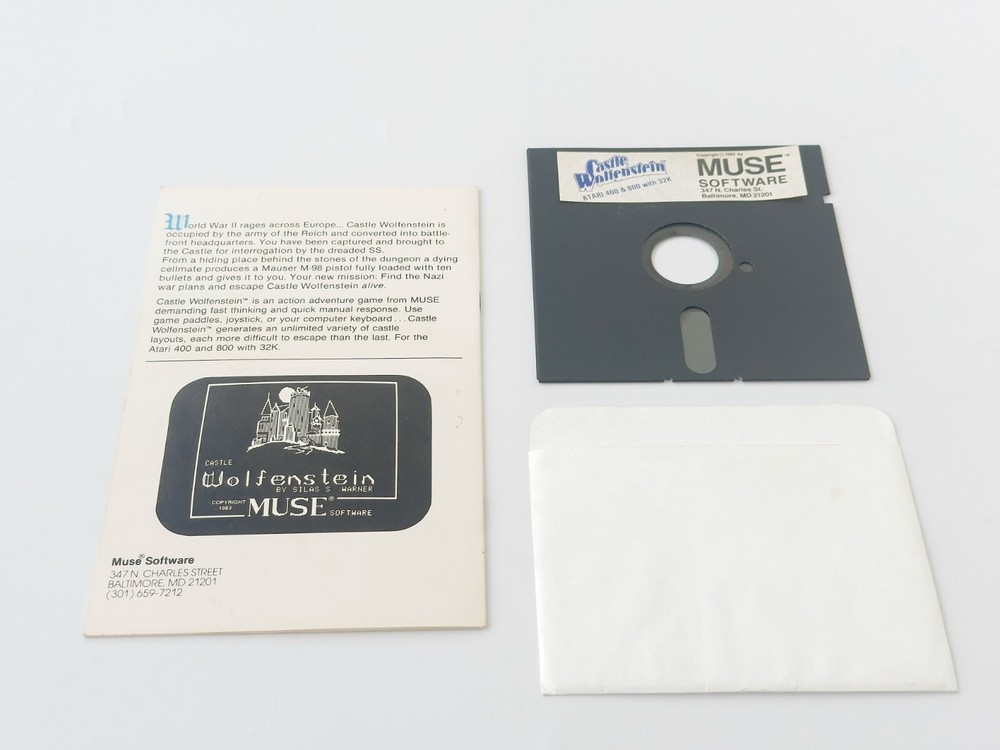 World War II rages across Europe... Castle Wolfenstein is
occupied by the army of the Reich and converted into battle-
front headquarters. You have been captured and brought to
the Castle for interrogation by the dreaded SS.
From a hiding place behind the stones of the dungeon a dying
cellmate produces a Mauser M-98 pistol fully loaded with ten
bullets and gives it to you. Your new mission: Find the Nazi
war plans and escape Castle Wolfenstein alive.
Castle Wolfenstein™ is an action adventure game from MUSE
demanding fast thinking and quick manual response. Use
game paddles, joystick, or your computer keyboard... Castle
Wolfenstein™ generates an unlimited variety of castle
layouts, each more difficult to escape than the last. For the
Atari 400 and 800 with 32K.
CASTLE
Wolfenstein
BY SILAS S WARNER
COPYRIGHT
1983
MUSE®
SOFTWARE
Muse® Software
347 N. CHARLES STREET
BALTIMORE, MD 21201
(301) 659-7212
Castle
Wolfenstein™
ATARI 400 & 800 with 32K
MUSE™
SOFTWARE
347 N. Charles St.
Baltimore, MD 21201